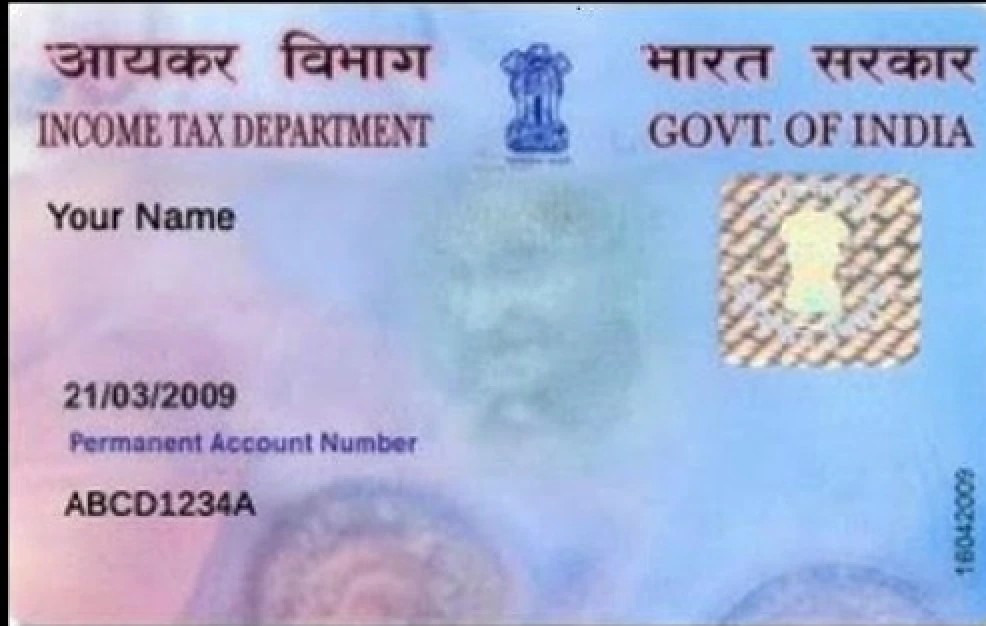 आयकर विभाग
भारत सरकार
INCOME TAX DEPARTMENT
GOVT. OF INDIA
Your Name
21/03/2009
Permanent Account Number
ABCD1234A
16042009